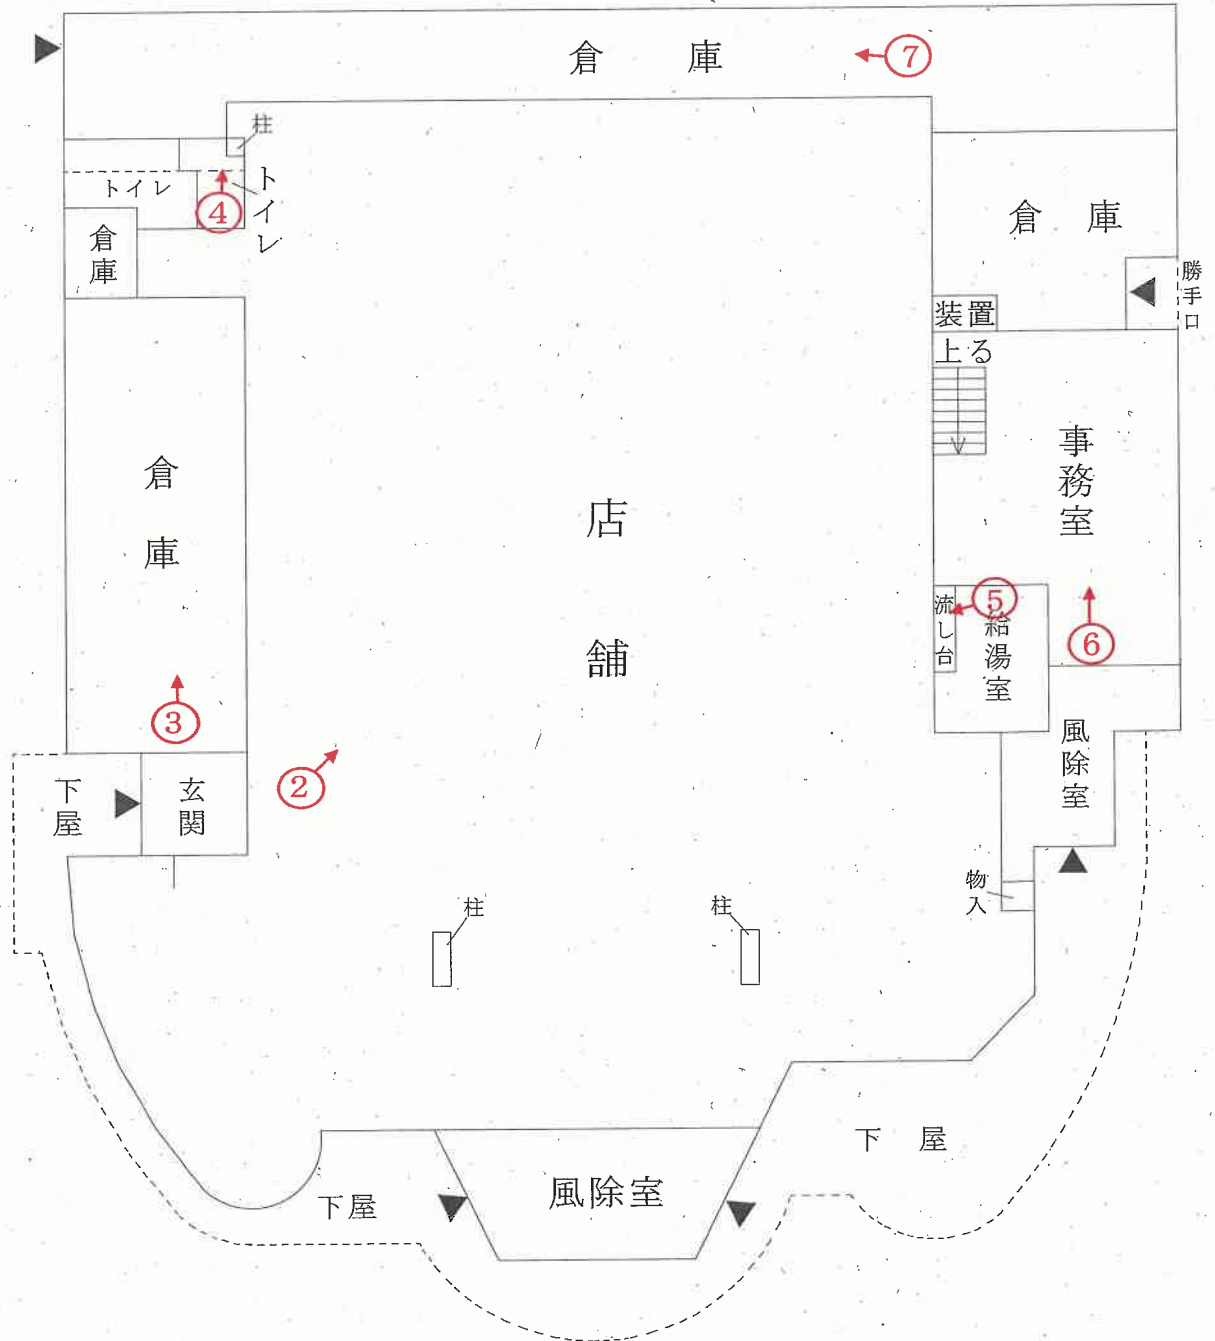 倉庫
⑦
柱
トイレ
トイレ
④
倉庫
倉庫
勝手口
装置
上る
倉庫
事務室
店舗
流し台
⑤
給湯室
⑥
③
②
風除室
下屋
玄関
物入
柱
柱
下屋
下屋
風除室